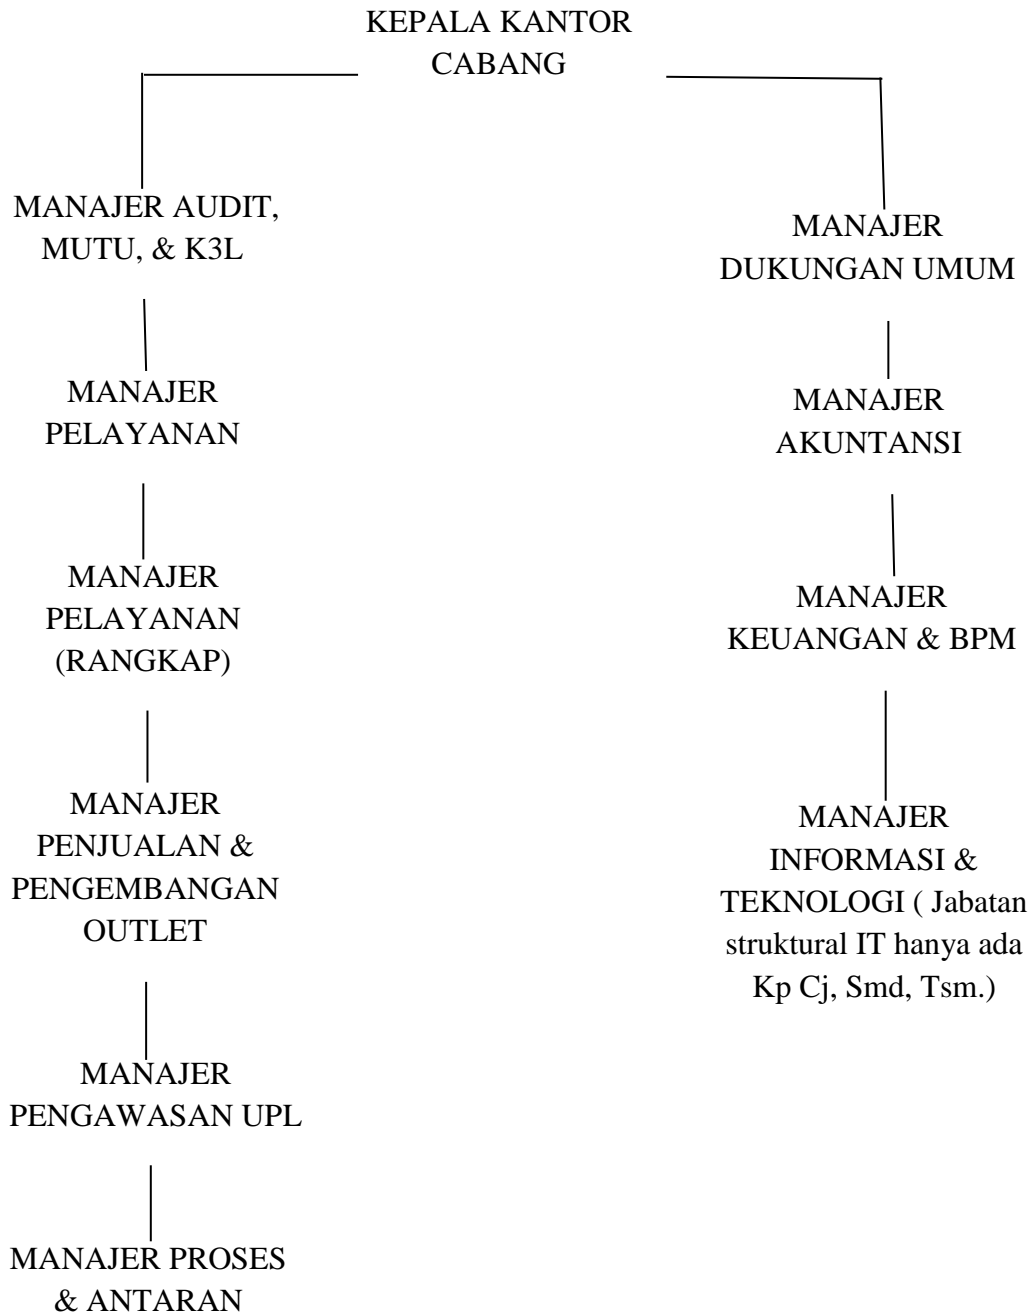 KEPALA KANTOR
CABANG
MANAJER AUDIT,
MUTU, & K3L
MANAJER
PELAYANAN
MANAJER
PELAYANAN
(RANGKAP)
MANAJER
PENJUALAN &
PENGEMBANGAN
OUTLET
MANAJER
PENGAWASAN UPL
MANAJER PROSES
& ANTARAN
MANAJER
DUKUNGAN UMUM
MANAJER
AKUNTANSI
MANAJER
KEUANGAN & BPM
MANAJER
INFORMASI &
TEKNOLOGI ( Jabatan
struktural IT hanya ada
Kp Cj, Smd, Tsm.)